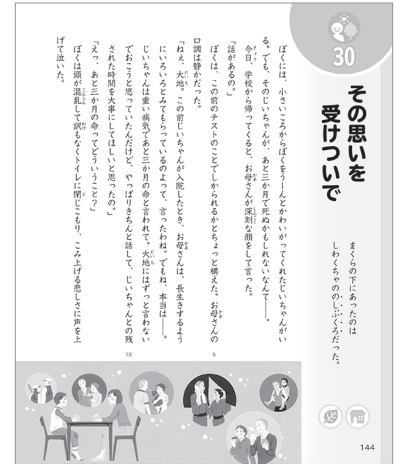 30
その思いを
受けついで
まくらの下にあったのは
しわくちゃののしぶくろだった。
ぼくには、小さいころからぼくをうーんとかわいがってくれたじいちゃんがい
る。でも、そのじいちゃんが、あと三か月で死ぬかもしれないなんて――。
今日、学校から帰ってくると、お母さんが深刻な顔をして言った。
「話があるの。」
ぼくは、この前のテストのことでしかられるかとちょっと構えた。お母さんの
口調は静かだった。
「ねえ、大地。この前じいちゃんが入院したとき、お母さんは、長生きするよう
にいろいろとみてもらっているのよって、言ったわね。でもね、本当は――。
じいちゃんは重い病気であと三か月の命と言われて。大地にはずっと言わない
でおこうと思っていたんだけど、やっぱりきちんと話して、じいちゃんとの残
された時間を大事にしてほしいと思ったの。」
「えっ、あと三か月の命ってどういうこと?」
ぼくは頭が混乱して訳もなくトイレに閉じこもり、こみ上げる悲しさに声を上
げて泣いた。
5
10
144